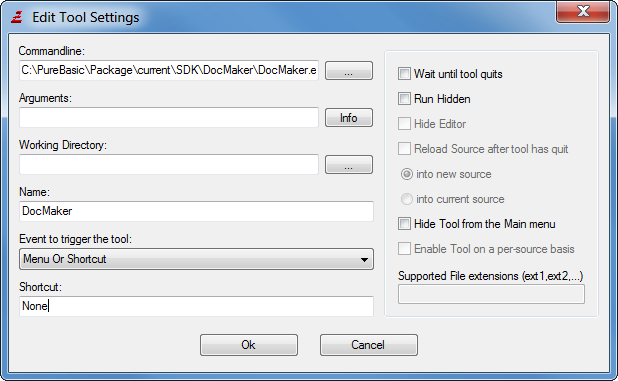 Edit Tool Settings
Commandline:
C:\PureBasic\Package\current\SDK\DocMaker\DocMaker.e
...
Arguments:
Info
Working Directory:
...
Name:
DocMaker
Event to trigger the tool:
Menu Or Shortcut
Shortcut:
None
Wait until tool quits
Run Hidden
Hide Editor
Reload Source after tool has quit
into new source
into current source
Hide Tool from the Main menu
Enable Tool on a per-source basis
Supported File extensions (ext1,ext2,...)
Ok
Cancel